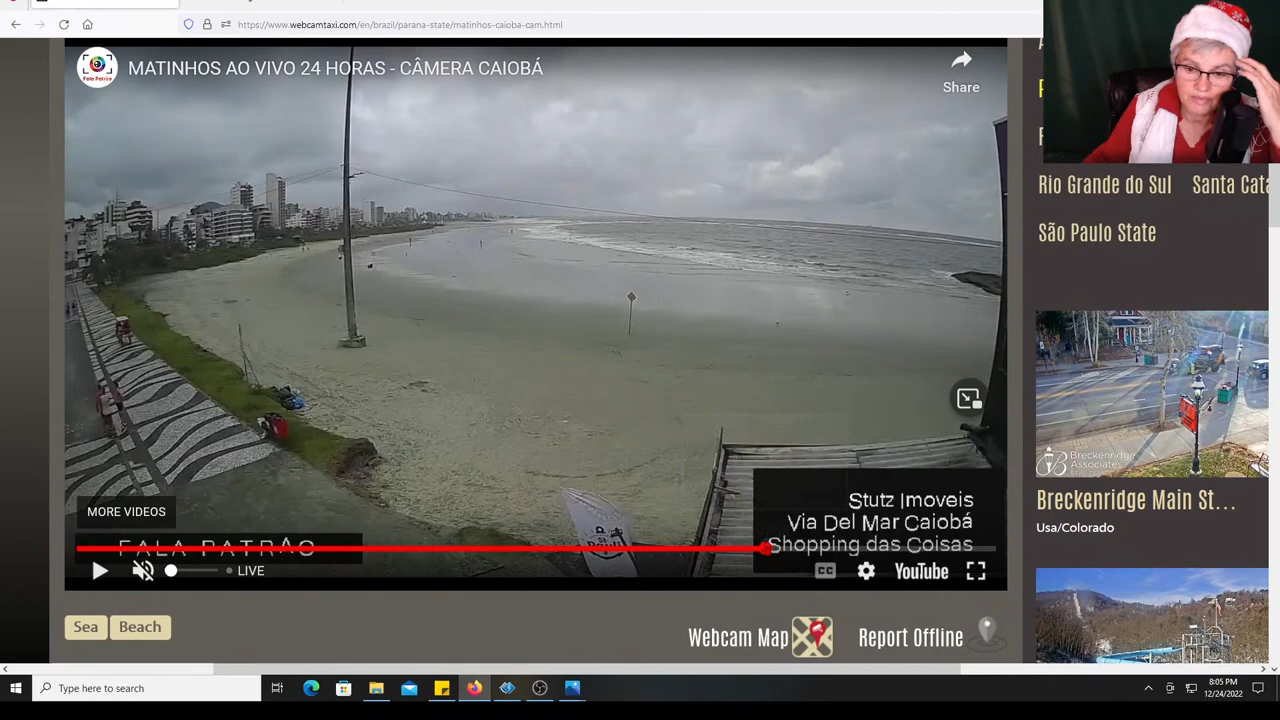 https://www.webcamtaxi.com/en/brazil/parana-state/matinhos-caioba-cam.html
Fala Patrão
MATINHOS AO VIVO 24 HORAS - CÂMERA CAIOBÁ
Share
Rio Grande do Sul
São Paulo State
MORE VIDEOS
FALA PATRÃO
Stutz Imoveis
Via Del Mar Caiobá
Shopping das Coisas
LIVE
CC
YouTube
Breckenridge
Associates
Breckenridge Main St...
Usa/Colorado
Sea
Beach
Webcam Map
Report Offline
Type here to search
8:05 PM
12/24/2022